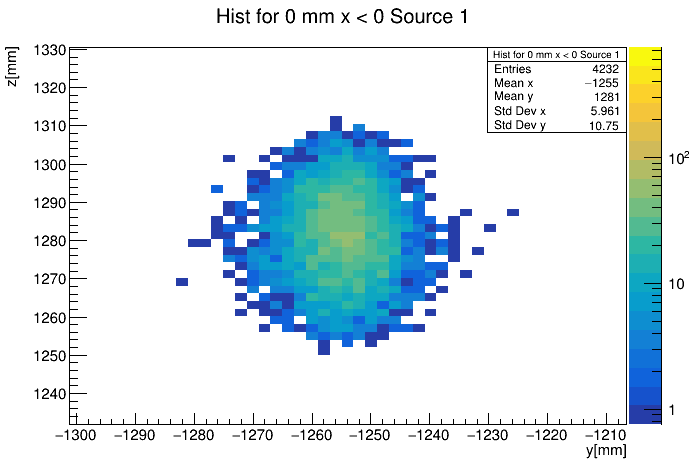 Hist for 0 mm x < 0 Source 1
z[mm]
1330
1320
1310
1300
1290
1280
1270
1260
1250
1240
Hist for 0 mm x < 0 Source 1
Entries 4232
Mean x −1255
Mean y 1281
Std Dev x 5.961
Std Dev y 10.75
10²
10
1
−1300 −1290 −1280 −1270 −1260 −1250 −1240 −1230 −1220 −1210
y[mm]